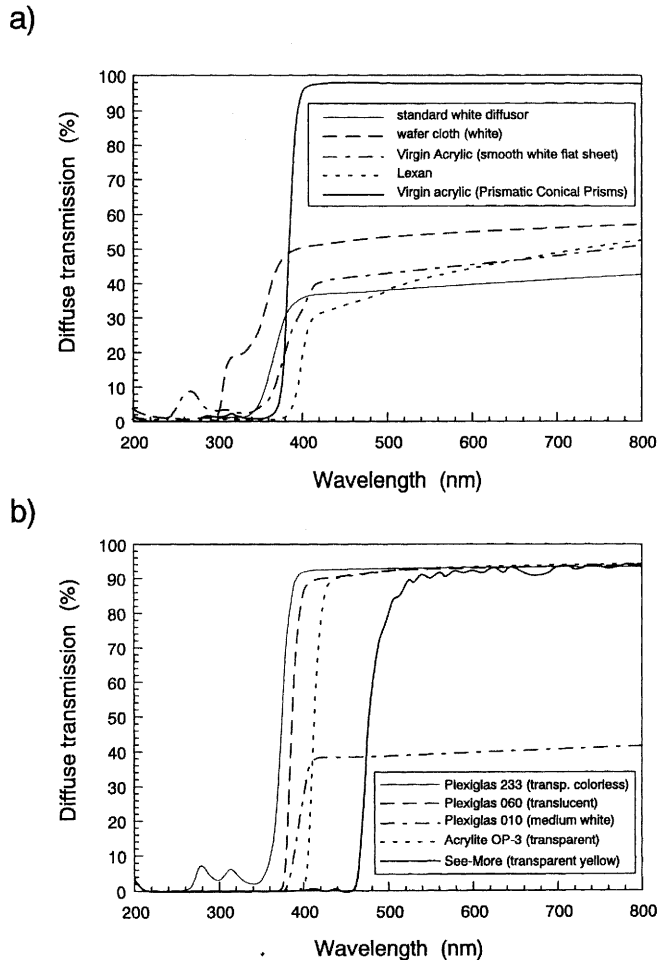 a)
100
90
80
70
60
50
40
30
20
10
0
Diffuse transmission (%)
standard white diffusor
wafer cloth (white)
Virgin Acrylic (smooth white flat sheet)
Lexan
Virgin acrylic (Prismatic Conical Prisms)
200 300 400 500 600 700 800
Wavelength (nm)
b)
100
90
80
70
60
50
40
30
20
10
0
Diffuse transmission (%)
Plexiglas 233 (transp. colorless)
Plexiglas 060 (translucent)
Plexiglas 010 (medium white)
Acrylite OP-3 (transparent)
See-More (transparent yellow)
200 300 400 500 600 700 800
Wavelength (nm)